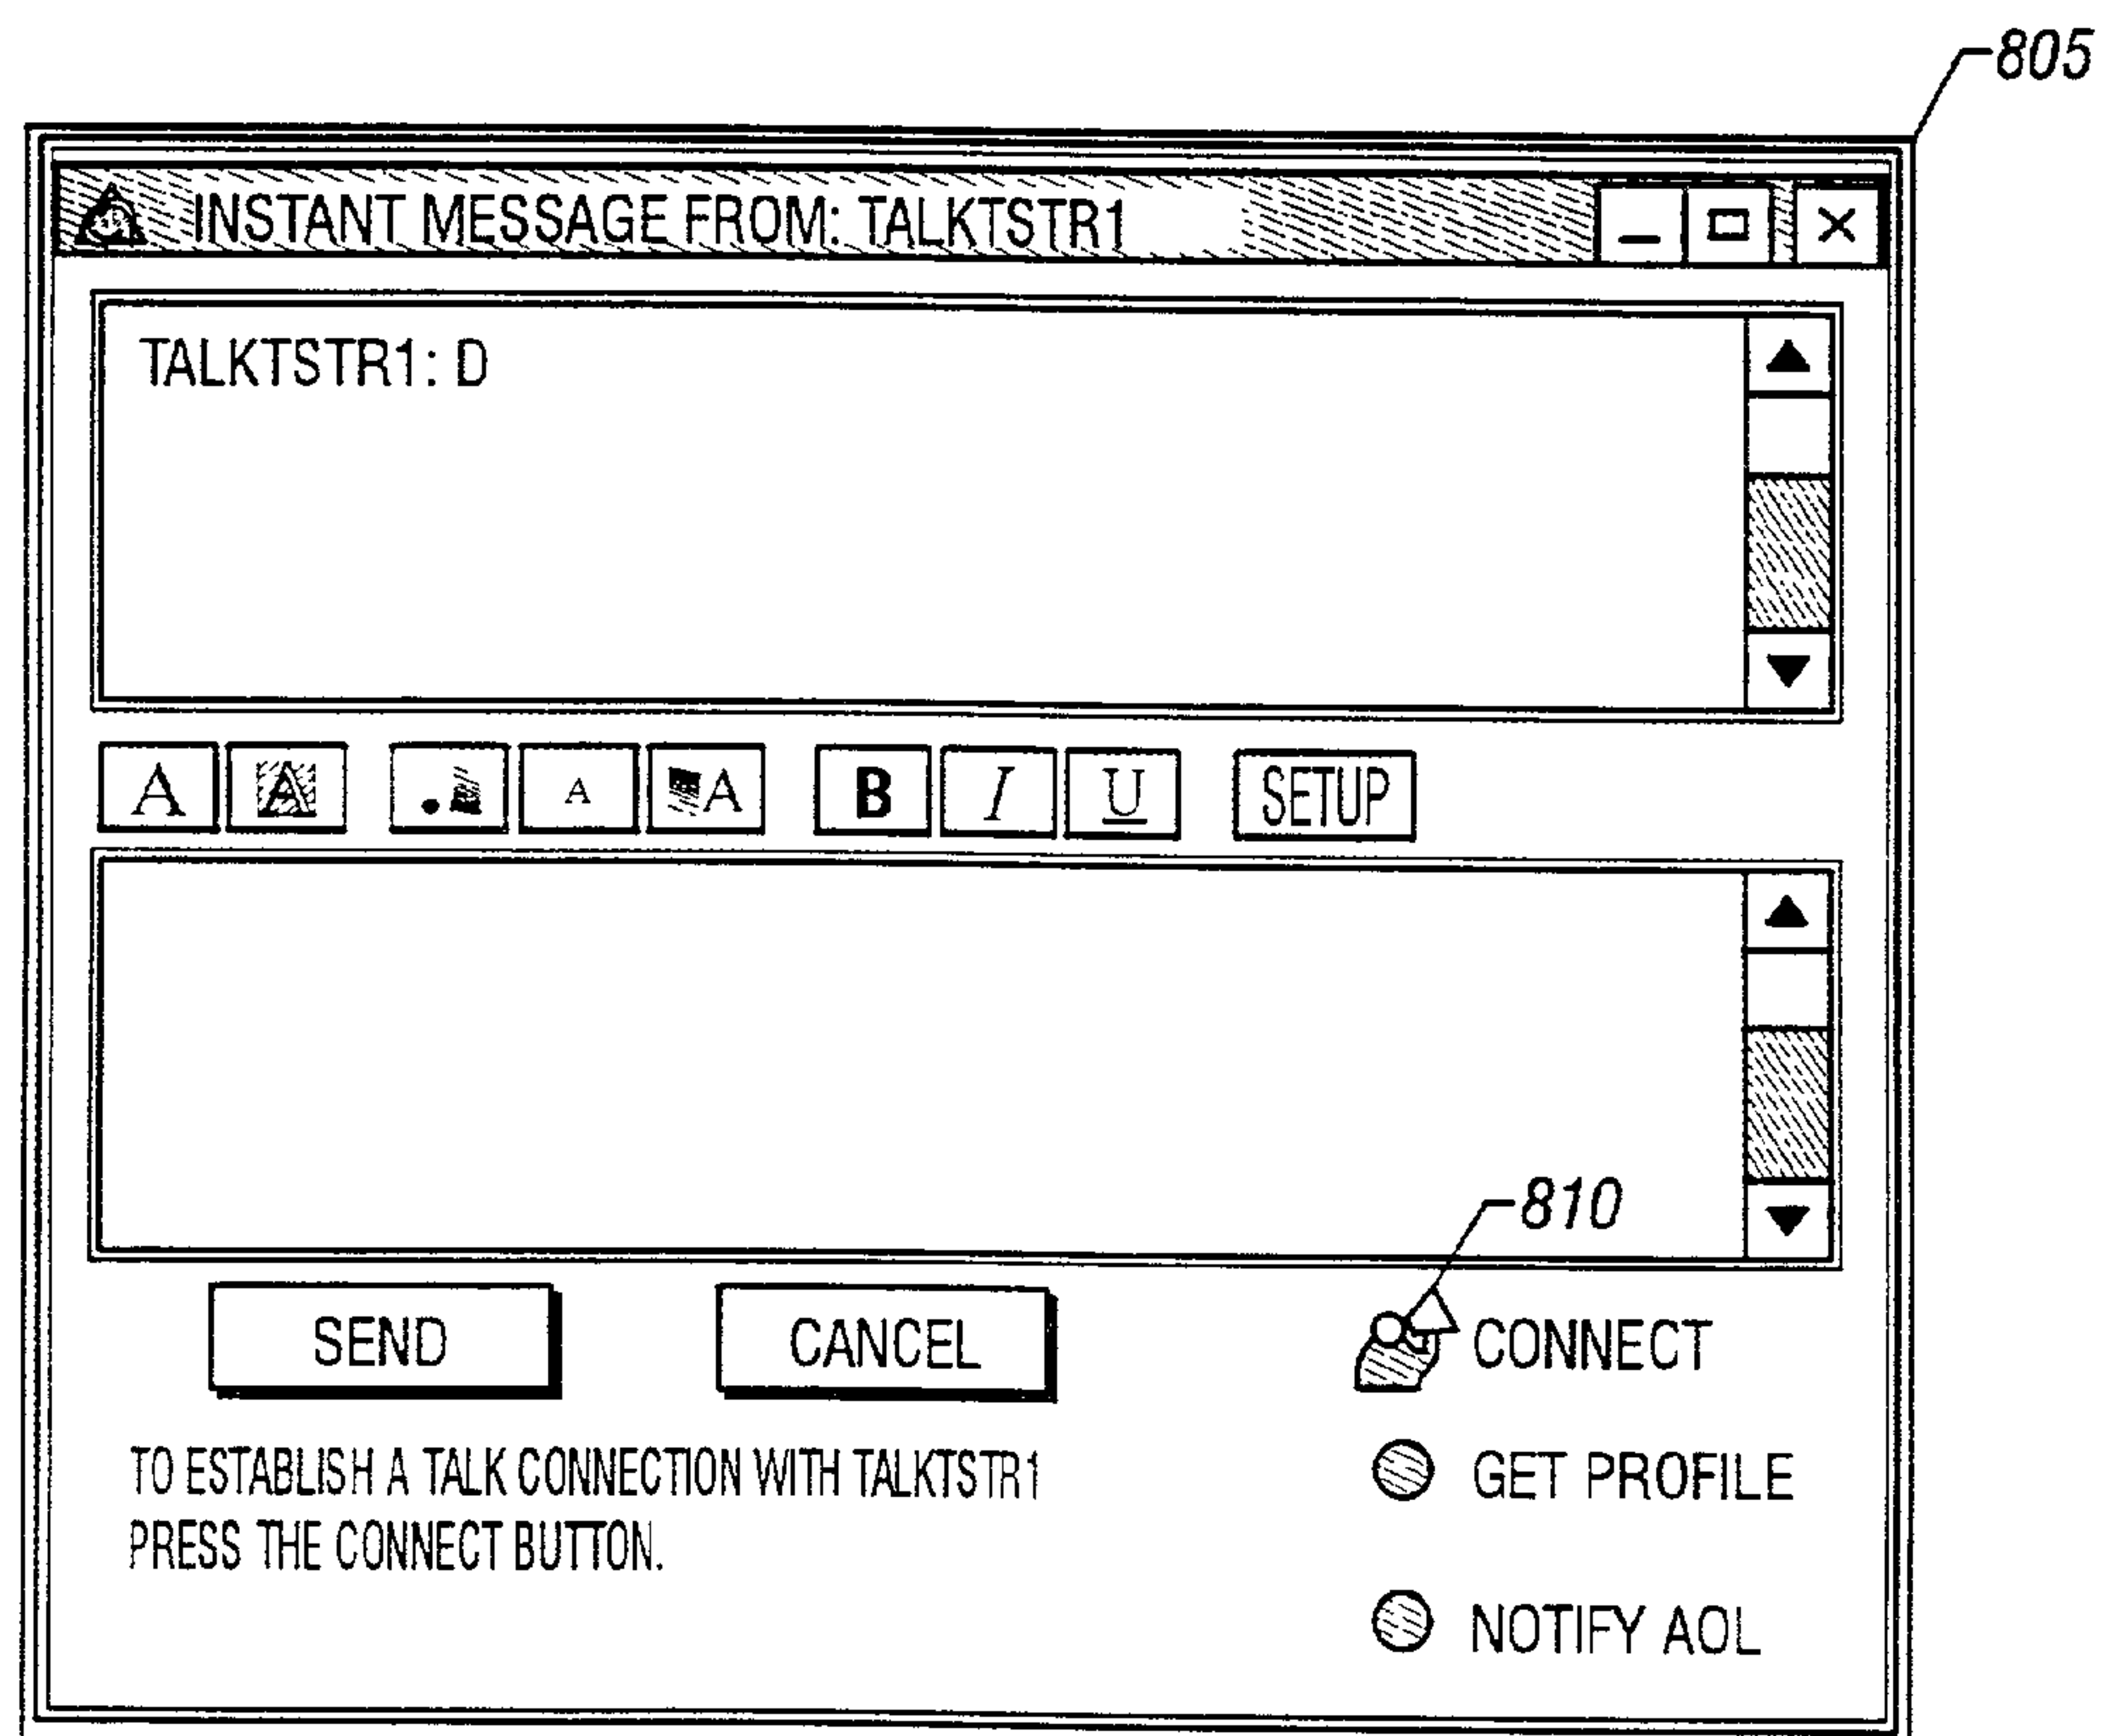 805
INSTANT MESSAGE FROM: TALKTSTR1
TALKTSTR1: D
A A A A B I U SETUP
810
SEND CANCEL CONNECT
TO ESTABLISH A TALK CONNECTION WITH TALKTSTR1
PRESS THE CONNECT BUTTON.
GET PROFILE
NOTIFY AOL